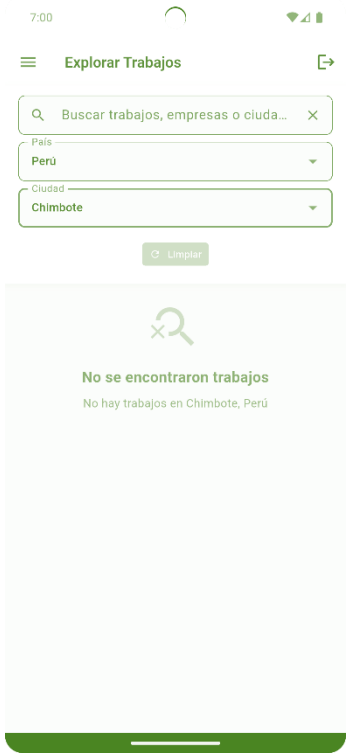 7:00
Explorar Trabajos
Buscar trabajos, empresas o ciuda...
País
Perú
Ciudad
Chimbote
Limpiar
No se encontraron trabajos
No hay trabajos en Chimbote, Perú